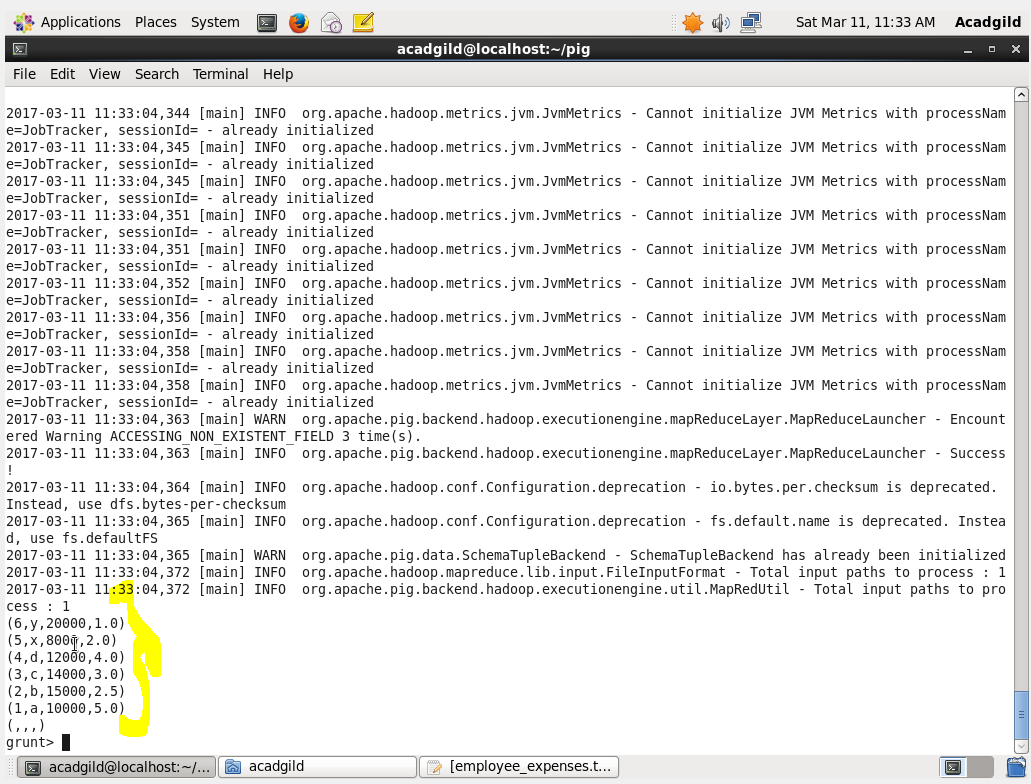 Applications Places System Sat Mar 11, 11:33 AM Acadgild
acadgild@localhost:~/pig
File Edit View Search Terminal Help
2017-03-11 11:33:04,344 [main] INFO  org.apache.hadoop.metrics.jvm.JvmMetrics - Cannot initialize JVM Metrics with processNam
e=JobTracker, sessionId= - already initialized
2017-03-11 11:33:04,345 [main] INFO  org.apache.hadoop.metrics.jvm.JvmMetrics - Cannot initialize JVM Metrics with processNam
e=JobTracker, sessionId= - already initialized
2017-03-11 11:33:04,345 [main] INFO  org.apache.hadoop.metrics.jvm.JvmMetrics - Cannot initialize JVM Metrics with processNam
e=JobTracker, sessionId= - already initialized
2017-03-11 11:33:04,351 [main] INFO  org.apache.hadoop.metrics.jvm.JvmMetrics - Cannot initialize JVM Metrics with processNam
e=JobTracker, sessionId= - already initialized
2017-03-11 11:33:04,351 [main] INFO  org.apache.hadoop.metrics.jvm.JvmMetrics - Cannot initialize JVM Metrics with processNam
e=JobTracker, sessionId= - already initialized
2017-03-11 11:33:04,352 [main] INFO  org.apache.hadoop.metrics.jvm.JvmMetrics - Cannot initialize JVM Metrics with processNam
e=JobTracker, sessionId= - already initialized
2017-03-11 11:33:04,356 [main] INFO  org.apache.hadoop.metrics.jvm.JvmMetrics - Cannot initialize JVM Metrics with processNam
e=JobTracker, sessionId= - already initialized
2017-03-11 11:33:04,358 [main] INFO  org.apache.hadoop.metrics.jvm.JvmMetrics - Cannot initialize JVM Metrics with processNam
e=JobTracker, sessionId= - already initialized
2017-03-11 11:33:04,358 [main] INFO  org.apache.hadoop.metrics.jvm.JvmMetrics - Cannot initialize JVM Metrics with processNam
e=JobTracker, sessionId= - already initialized
2017-03-11 11:33:04,363 [main] WARN  org.apache.pig.backend.hadoop.executionengine.mapReduceLayer.MapReduceLauncher - Encount
ered Warning ACCESSING_NON_EXISTENT_FIELD 3 time(s).
2017-03-11 11:33:04,363 [main] INFO  org.apache.pig.backend.hadoop.executionengine.mapReduceLayer.MapReduceLauncher - Success
!
2017-03-11 11:33:04,364 [main] INFO  org.apache.hadoop.conf.Configuration.deprecation - io.bytes.per.checksum is deprecated.
Instead, use dfs.bytes-per-checksum
2017-03-11 11:33:04,365 [main] INFO  org.apache.hadoop.conf.Configuration.deprecation - fs.default.name is deprecated. Instea
d, use fs.defaultFS
2017-03-11 11:33:04,365 [main] WARN  org.apache.pig.data.SchemaTupleBackend - SchemaTupleBackend has already been initialized
2017-03-11 11:33:04,372 [main] INFO  org.apache.hadoop.mapreduce.lib.input.FileInputFormat - Total input paths to process : 1
2017-03-11 11:33:04,372 [main] INFO  org.apache.pig.backend.hadoop.executionengine.util.MapRedUtil - Total input paths to pro
cess : 1
(6,y,20000,1.0)
(5,x,8000,2.0)
(4,d,12000,4.0)
(3,c,14000,3.0)
(2,b,15000,2.5)
(1,a,10000,5.0)
(,,,)
grunt>
acadgild@localhost:~/... acadgild [employee_expenses.t...